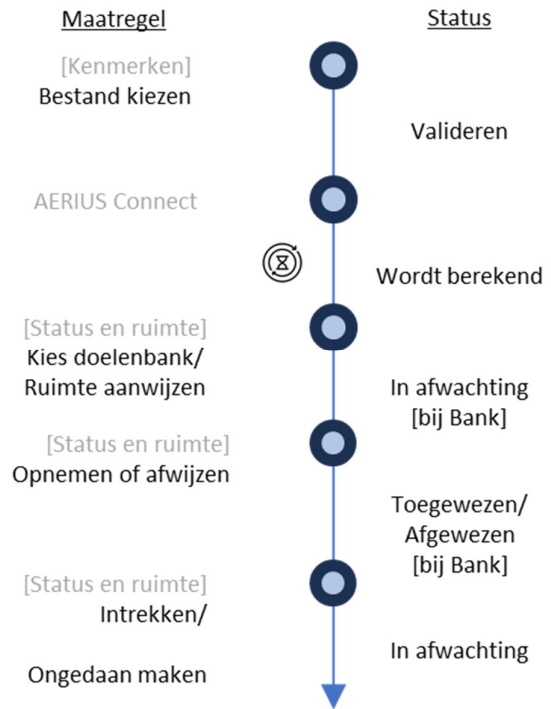 Maatregel
Status
[Kenmerken]
Bestand kiezen
Valideren
AERIUS Connect
Wordt berekend
[Status en ruimte]
Kies doelenbank/
Ruimte aanwijzen
In afwachting
[bij Bank]
[Status en ruimte]
Opnemen of afwijzen
Toegewezen/
Afgewezen
[bij Bank]
[Status en ruimte]
Intrekken/
In afwachting
Ongedaan maken